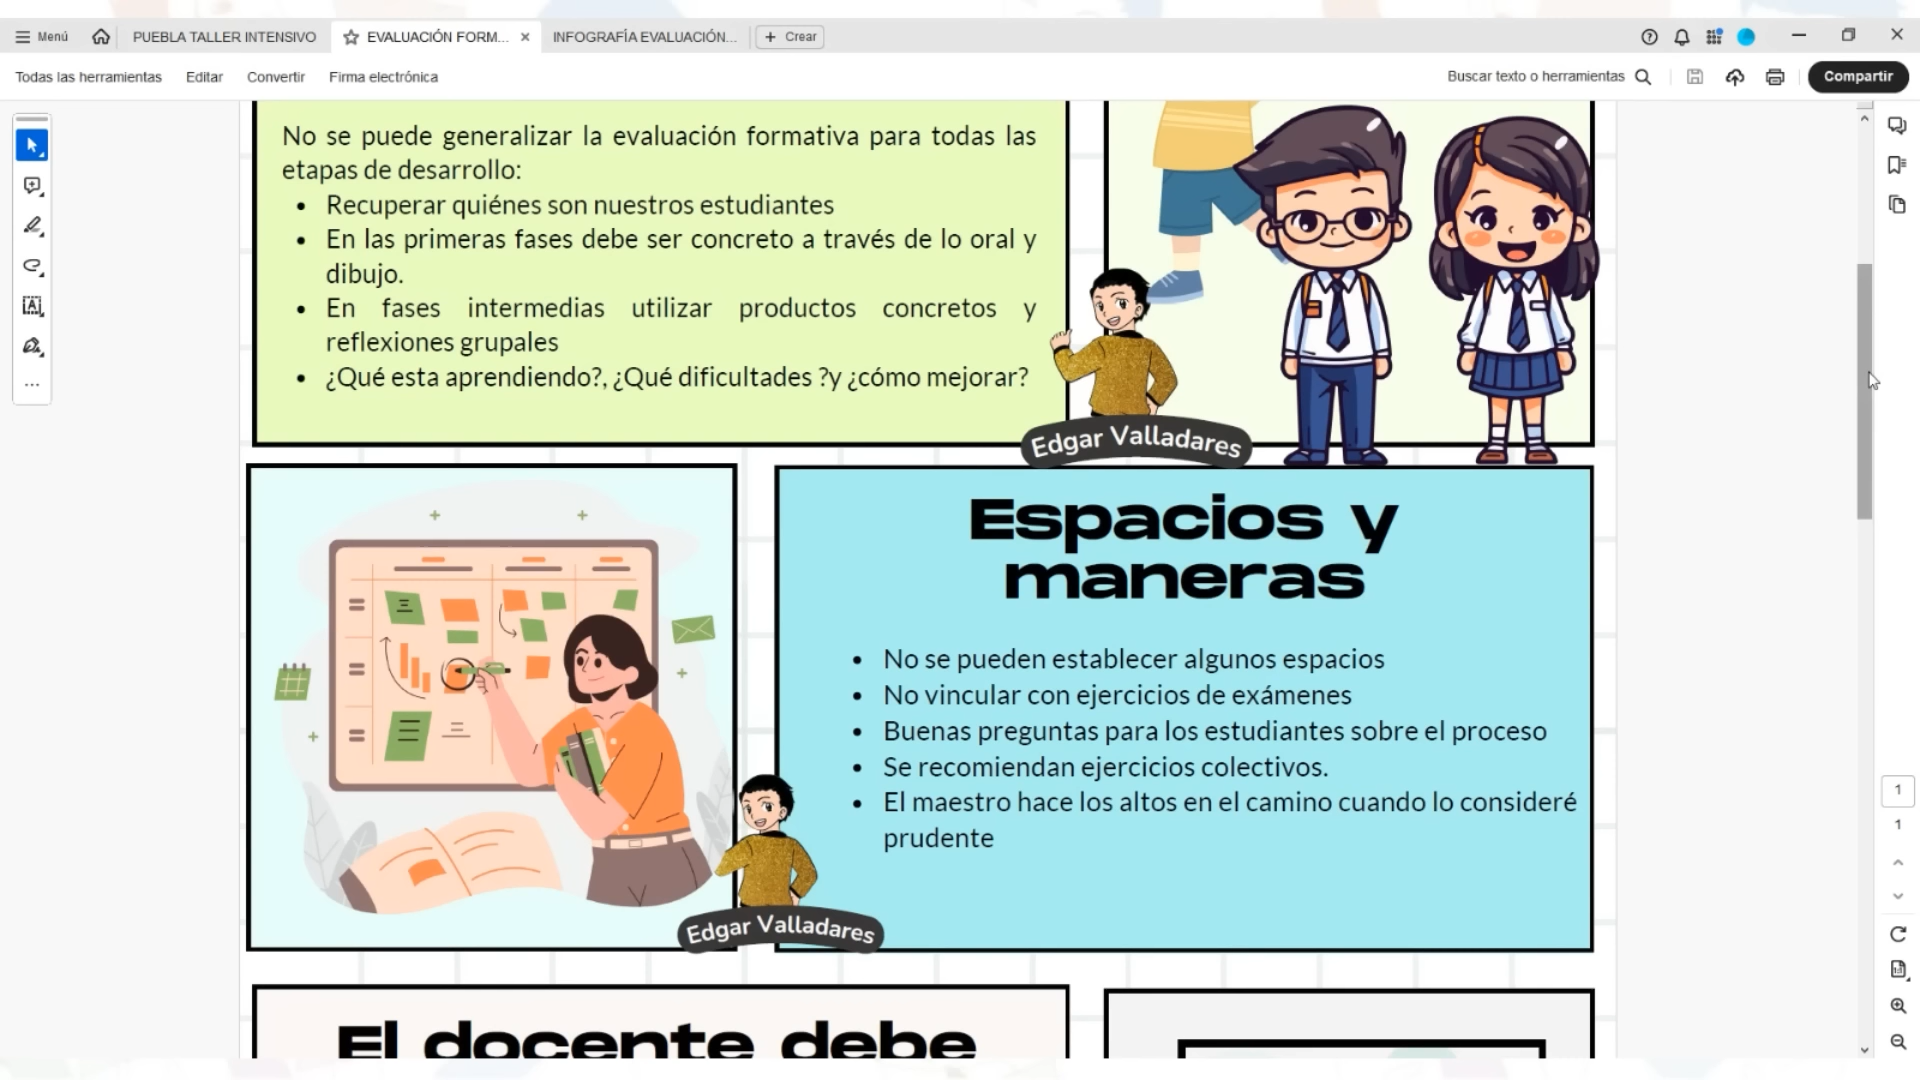 Menú
PUEBLA TALLER INTENSIVO
EVALUACIÓN FORM...
INFOGRAFÍA EVALUACIÓN...
Crear
Todas las herramientas
Editar
Convertir
Firma electrónica
Buscar texto o herramientas
Compartir
No se puede generalizar la evaluación formativa para todas las
etapas de desarrollo:
• Recuperar quiénes son nuestros estudiantes
• En las primeras fases debe ser concreto a través de lo oral y
dibujo.
• En fases intermedias utilizar productos concretos y
reflexiones grupales
• ¿Qué esta aprendiendo?, ¿Qué dificultades ?y ¿cómo mejorar?
Edgar Valladares
Espacios y
maneras
• No se pueden establecer algunos espacios
• No vincular con ejercicios de exámenes
• Buenas preguntas para los estudiantes sobre el proceso
• Se recomiendan ejercicios colectivos.
• El maestro hace los altos en el camino cuando lo consideré
prudente
Edgar Valladares
El docente debe
1
1